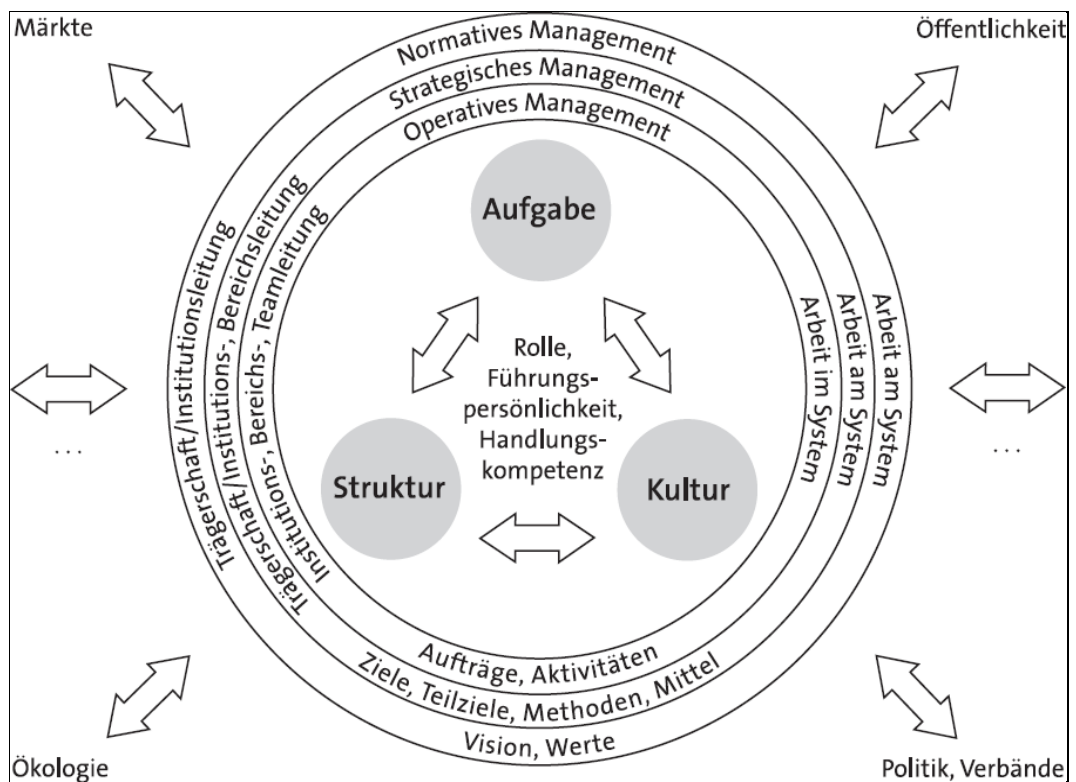 Märkte
Öffentlichkeit
Normatives Management
Strategisches Management
Operatives Management
Trägerschaft/Institutionsleitung
Trägerschaft/Institutions-, Bereichsleitung
Institutions-, Bereichs-, Teamleitung
Aufgabe
Rolle,
Führungs-
persönlichkeit,
Handlungs-
kompetenz
Struktur
Kultur
Arbeit im System
Arbeit am System
Arbeit am System
...
...
Aufträge, Aktivitäten
Ziele, Teilziele, Methoden, Mittel
Vision, Werte
Ökologie
Politik, Verbände